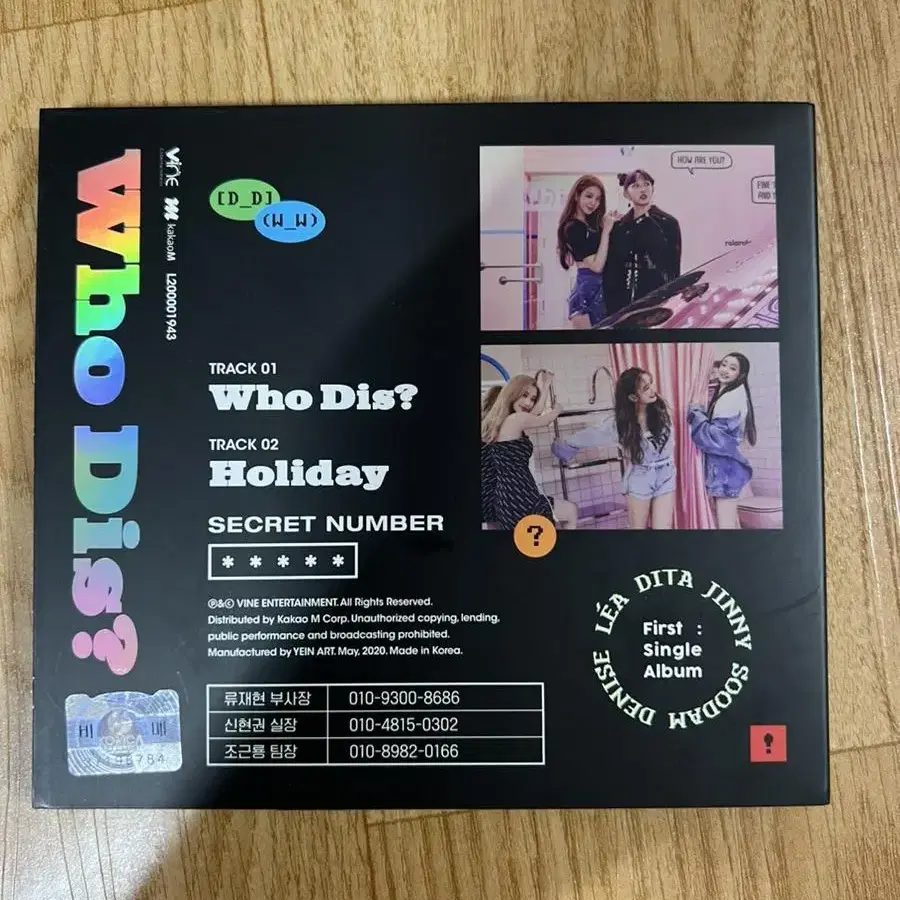 Who Dis?
vine
kakaoM
L200001943
[D_D]
(W_W)
HOW ARE YOU?
TRACK 01
Who Dis?
TRACK 02
Holiday
SECRET NUMBER
* * * * *
?
℗&© VINE ENTERTAINMENT. All Rights Reserved.
Distributed by Kakao M Corp. Unauthorized copying, lending,
public performance and broadcasting prohibited.
Manufactured by YEIN ART. May, 2020. Made in Korea.
류재현 부사장 010-9300-8686
신현권 실장 010-4815-0302
조근룡 팀장 010-8982-0166
LÉA DITA JINNY SOODAM DENISE
First :
Single
Album
비 매